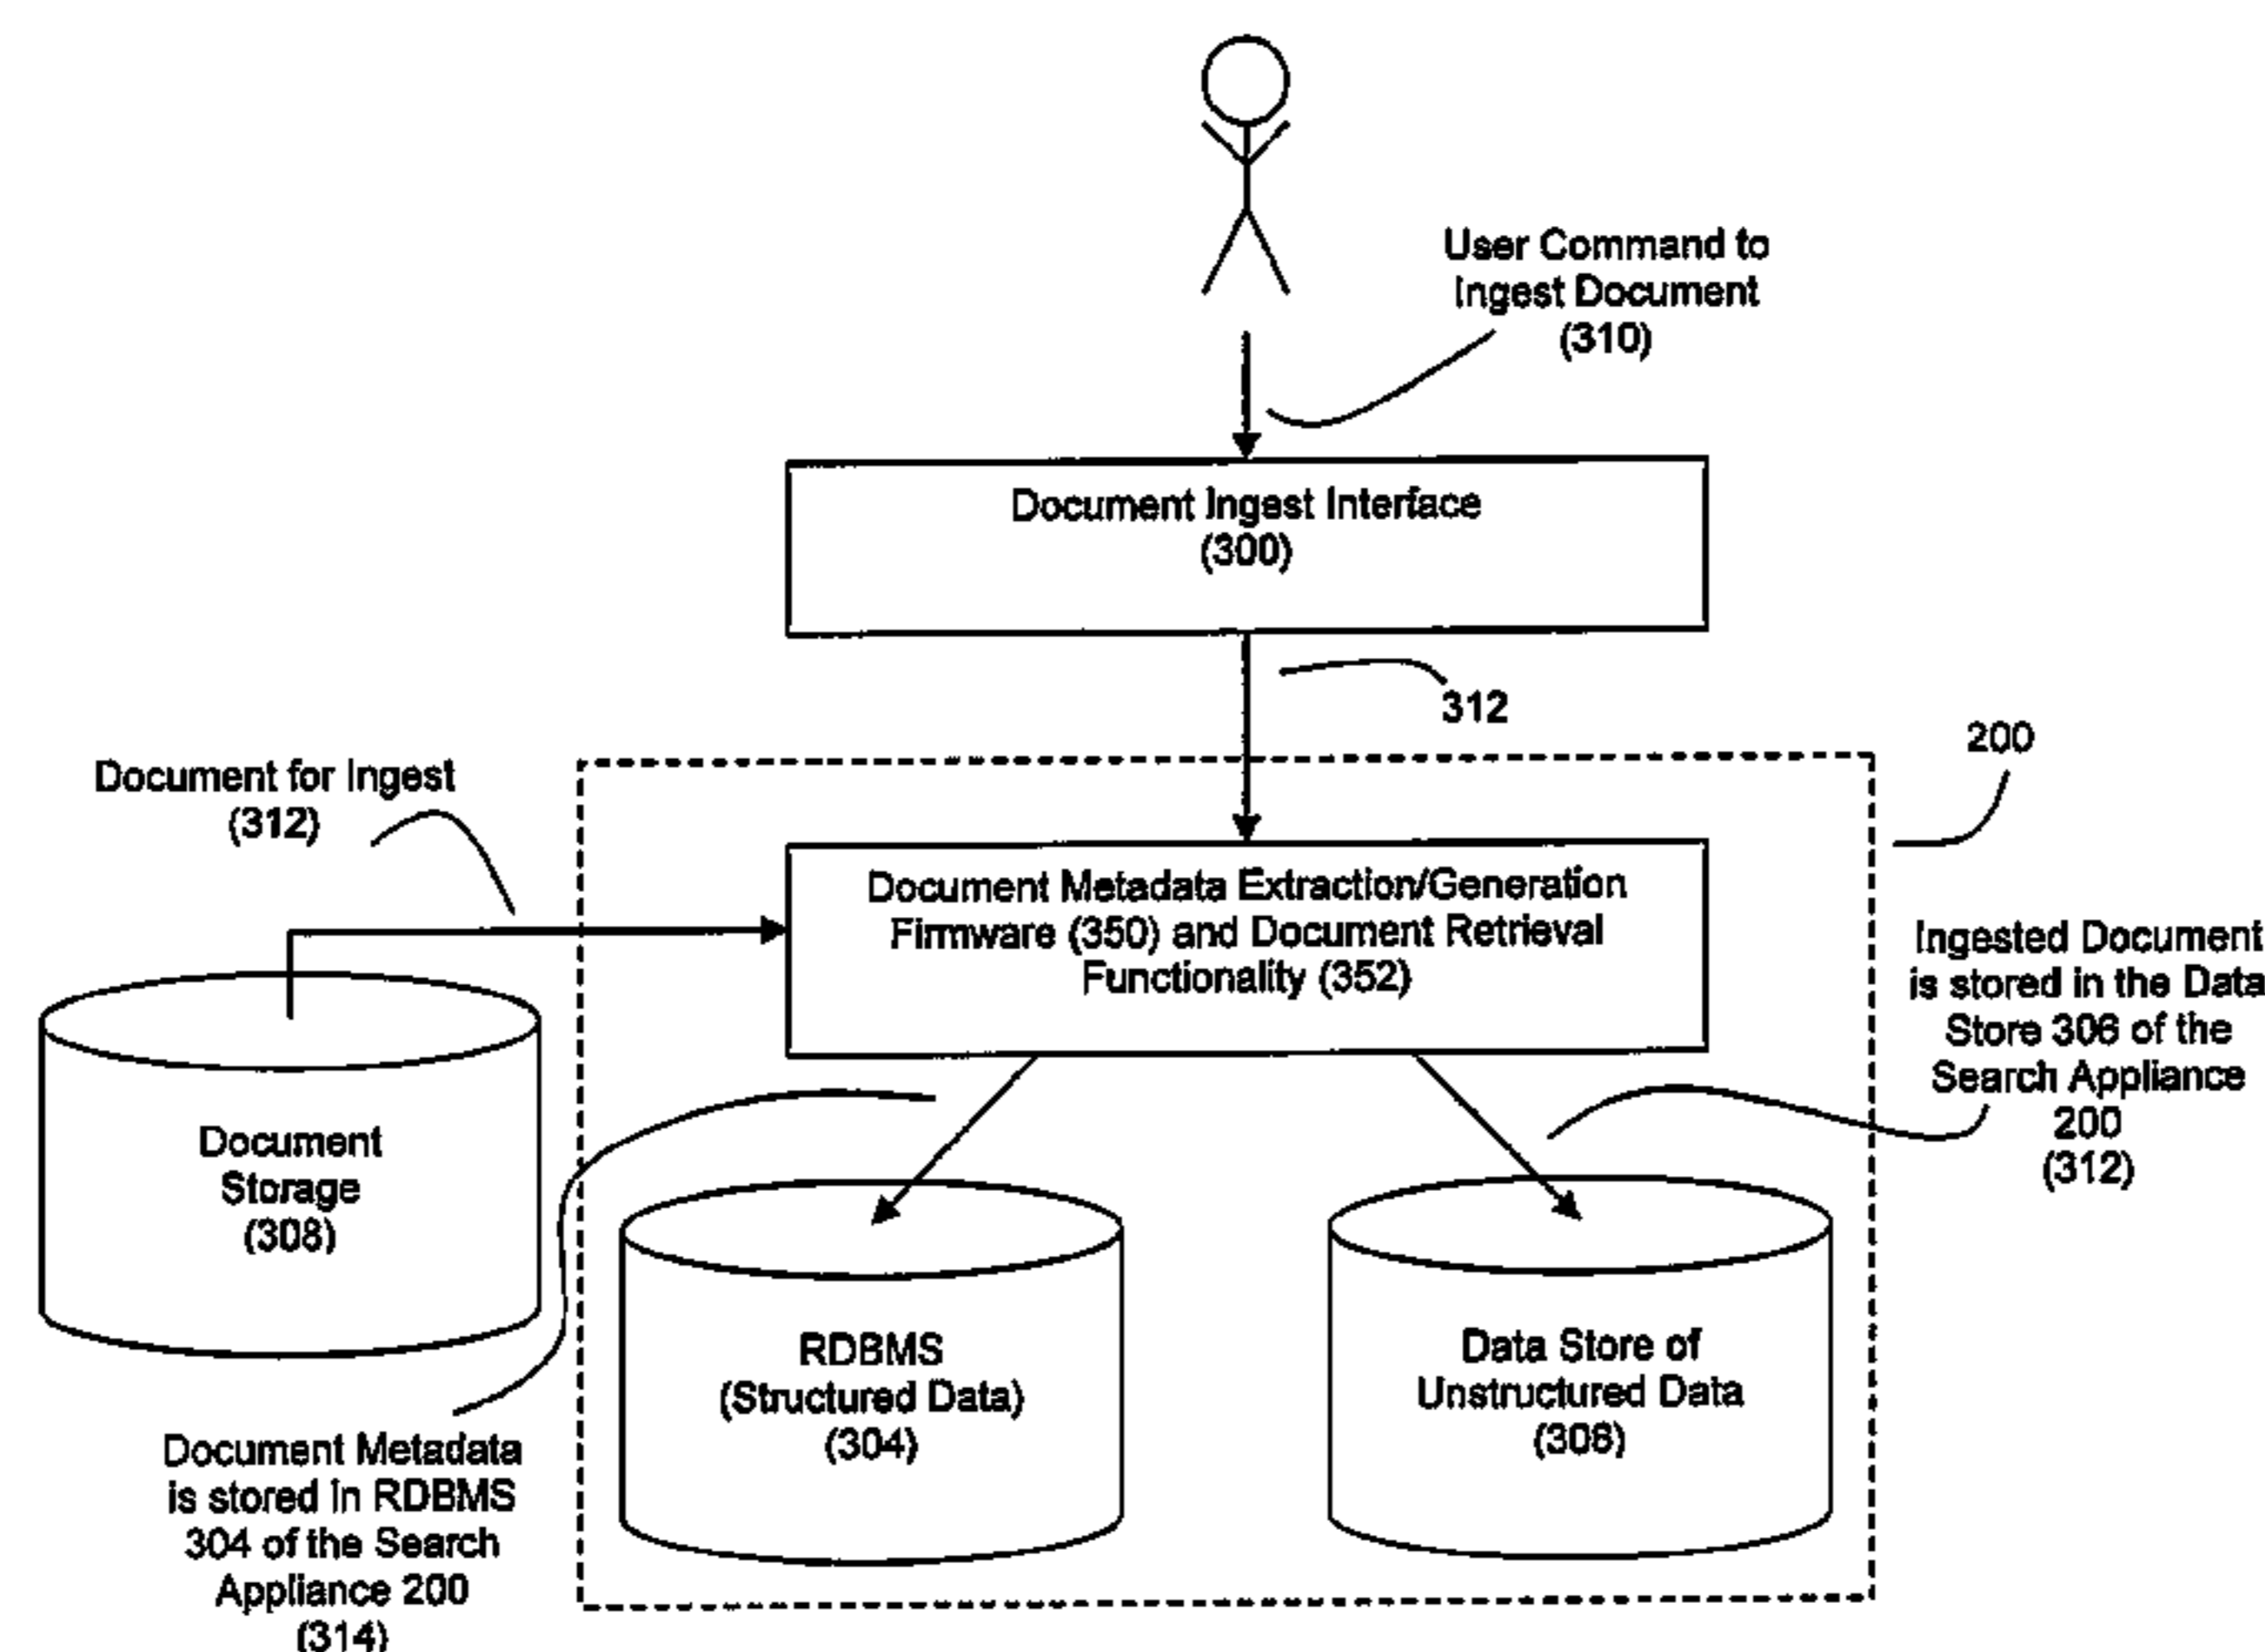 User Command to
Ingest Document
(310)
Document Ingest Interface
(300)
312
200
Document for Ingest
(312)
Document Metadata Extraction/Generation
Firmware (350) and Document Retrieval
Functionality (352)
Ingested Document
is stored in the Data
Store 306 of the
Search Appliance
200
(312)
Document
Storage
(308)
RDBMS
(Structured Data)
(304)
Data Store of
Unstructured Data
(306)
Document Metadata
is stored in RDBMS
304 of the Search
Appliance 200
(314)